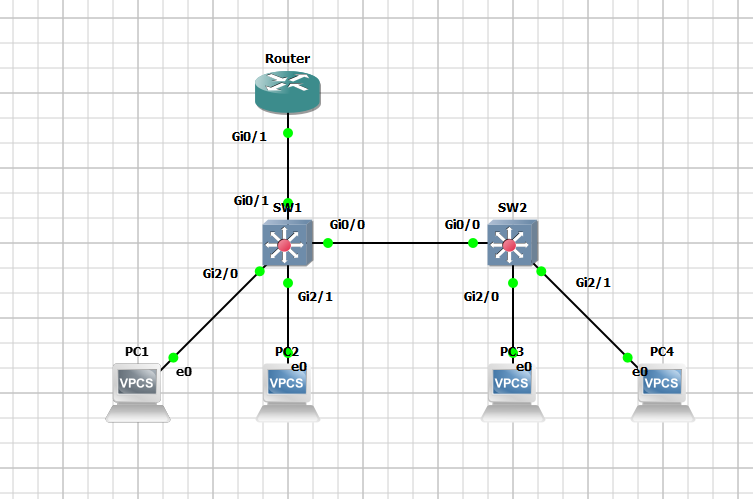 Router
Gi0/1
Gi0/1
SW1
SW2
Gi0/0
Gi0/0
Gi2/0
Gi2/1
Gi2/0
Gi2/1
PC1
PC2
PC3
PC4
e0
e0
e0
e0
VPCS
VPCS
VPCS
VPCS